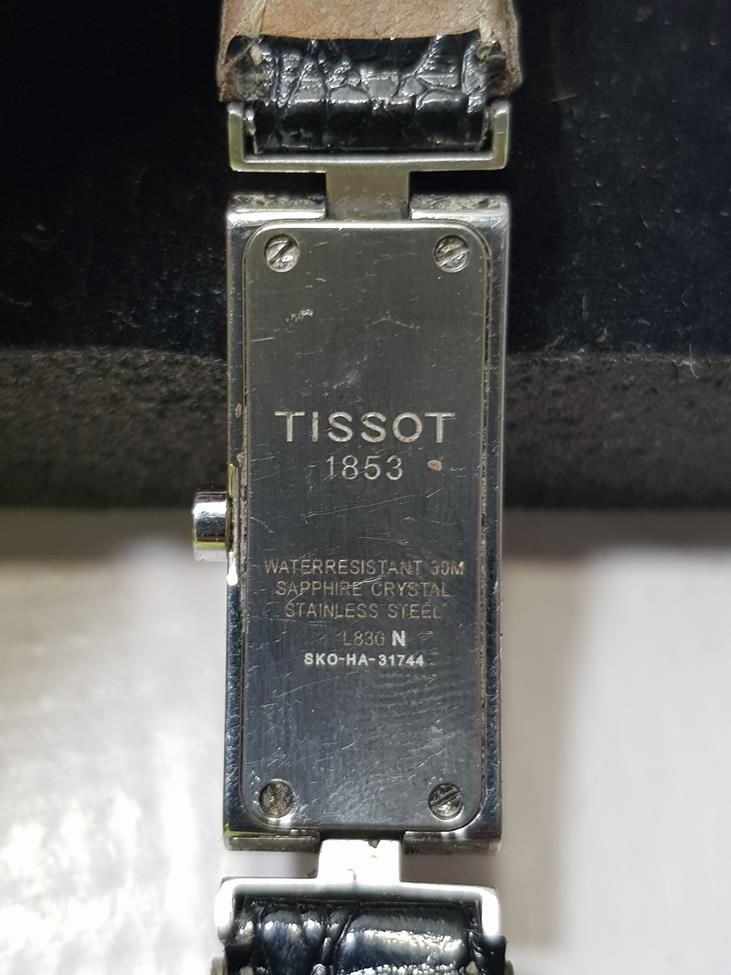 TISSOT
1853
WATERRESISTANT 30M
SAPPHIRE CRYSTAL
STAINLESS STEEL
L830 N
SKO-HA-31744